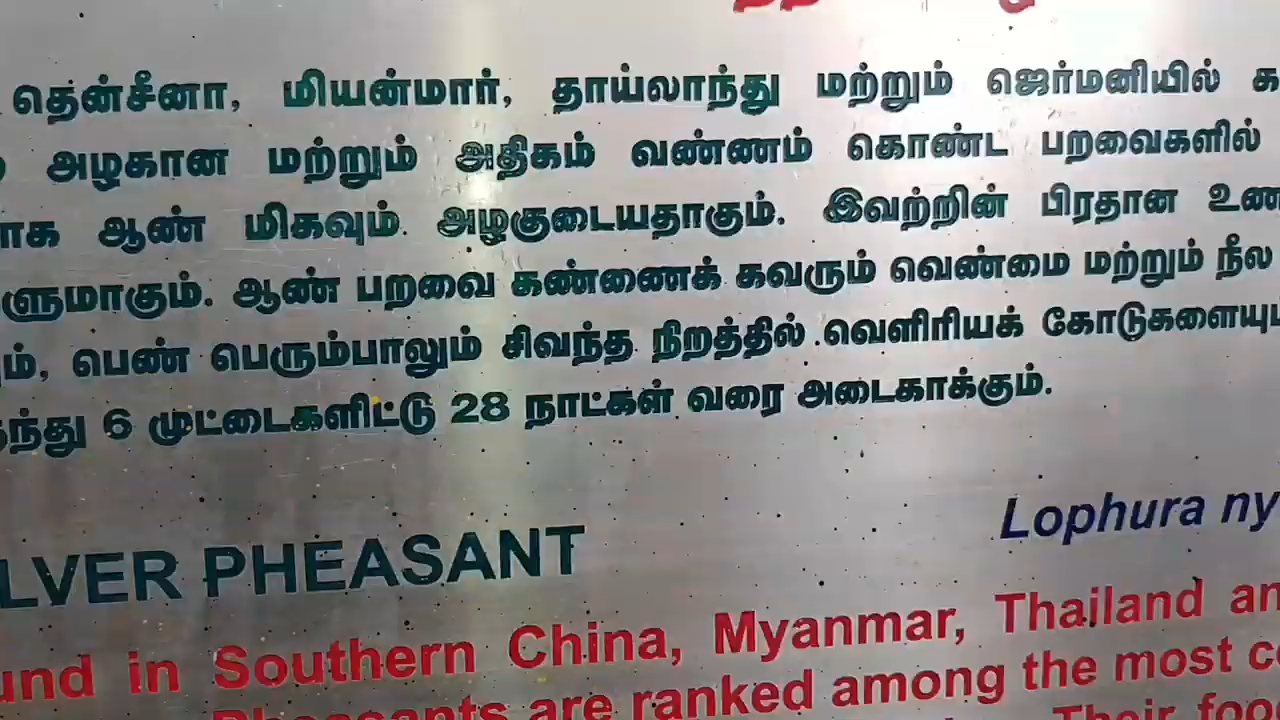 தென்சீனா, மியன்மார், தாய்லாந்து மற்றும் ஜெர்மனியில்
அழகான மற்றும் அதிகம் வண்ணம் கொண்ட பறவைகளில்
ஆண் மிகவும் அழகுடையதாகும். இவற்றின் பிரதான
ளுமாகும். ஆண் பறவை கண்ணைக் கவரும் வெண்மை மற்றும் நீல
பெண் பெரும்பாலும் சிவந்த நிறத்தில் வெளிரியக் கோடுகளையு
6 முட்டைகளிட்டு 28 நாட்கள் வரை அடைகாக்கும்.
LVER PHEASANT
Lophura ny
und in Southern China, Myanmar, Thailand an
Pheasants are ranked among the most
Their foo